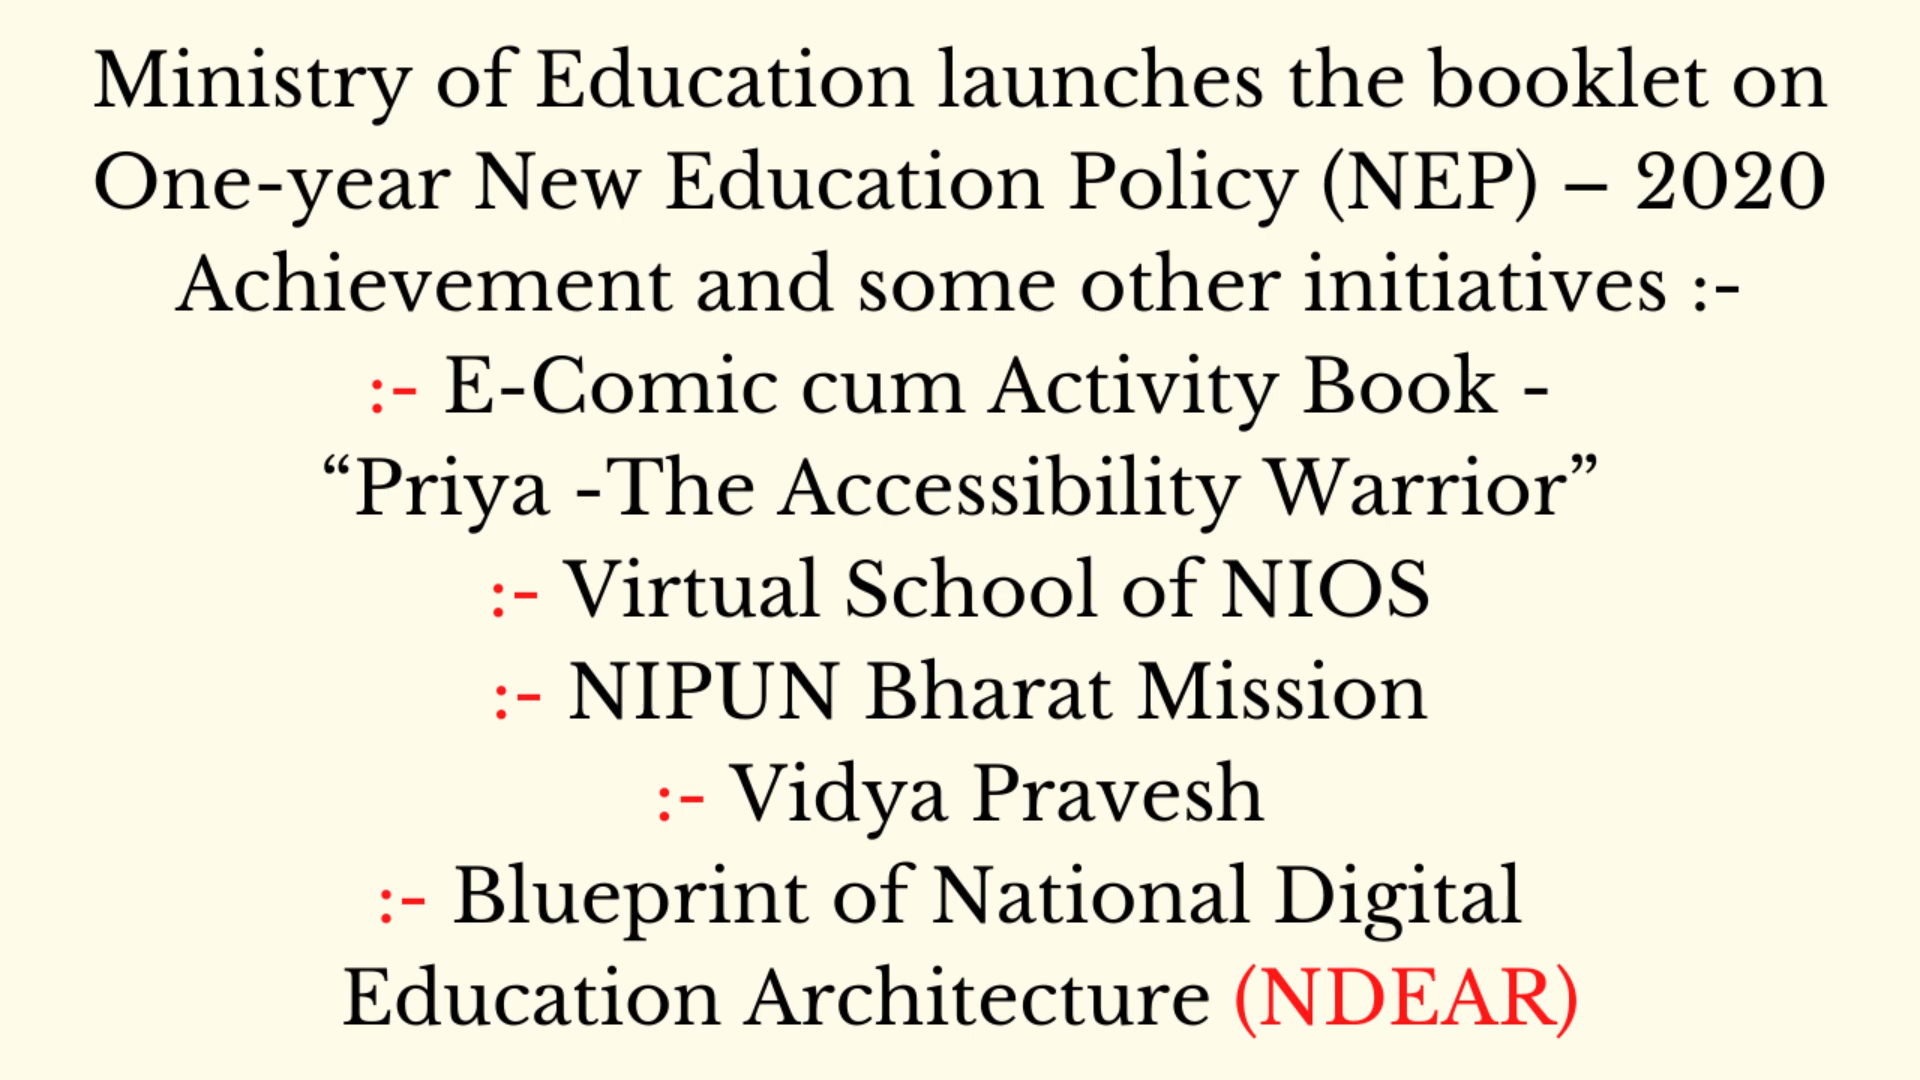 Ministry of Education launches the booklet on
One-year New Education Policy (NEP) – 2020
Achievement and some other initiatives :-
:- E-Comic cum Activity Book -
“Priya -The Accessibility Warrior”
:- Virtual School of NIOS
:- NIPUN Bharat Mission
:- Vidya Pravesh
:- Blueprint of National Digital
Education Architecture (NDEAR)